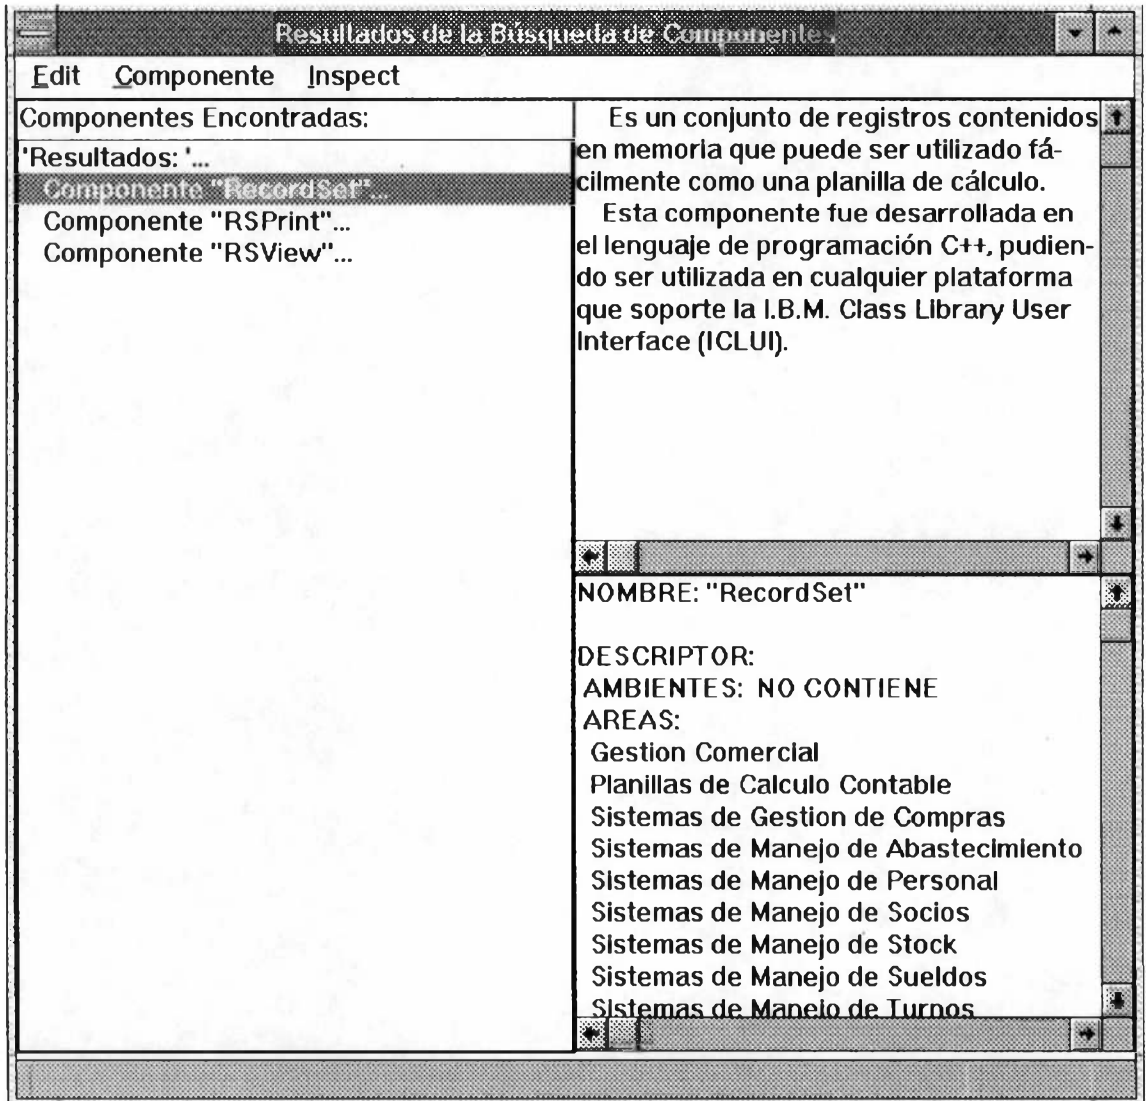 Resultados de la Búsqueda de Componentes
Edit Componente Inspect
Componentes Encontradas:
'Resultados: '...
Componente "RecordSet"...
Componente "RSPrint"...
Componente "RSView"...
Es un conjunto de registros contenidos
en memoria que puede ser utilizado fá-
cilmente como una planilla de cálculo.
Esta componente fue desarrollada en
el lenguaje de programación C++, pudien-
do ser utilizada en cualquier plataforma
que soporte la I.B.M. Class Library User
Interface (ICLUI).
NOMBRE: "RecordSet"
DESCRIPTOR:
AMBIENTES: NO CONTIENE
AREAS:
Gestion Comercial
Planillas de Calculo Contable
Sistemas de Gestion de Compras
Sistemas de Manejo de Abastecimiento
Sistemas de Manejo de Personal
Sistemas de Manejo de Socios
Sistemas de Manejo de Stock
Sistemas de Manejo de Sueldos
Sistemas de Manejo de Turnos